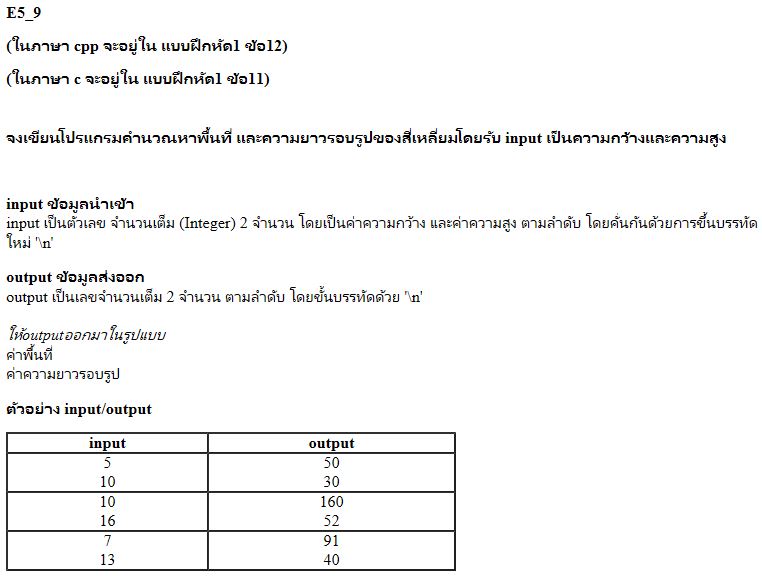 E5_9
(ในภาษา cpp จะอยู่ใน แบบฝึกหัด1 ข้อ12)
(ในภาษา c จะอยู่ใน แบบฝึกหัด1 ข้อ11)
จงเขียนโปรแกรมคำนวณหาพื้นที่ และความยาวรอบรูปของสี่เหลี่ยมโดยรับ input เป็นความกว้างและความสูง
input ข้อมูลนำเข้า
input เป็นตัวเลข จำนวนเต็ม (Integer) 2 จำนวน โดยเป็นค่าความกว้าง และค่าความสูง ตามลำดับ โดยคั่นกันด้วยการขึ้นบรรทัด
ใหม่ '\n'
output ข้อมูลส่งออก
output เป็นเลขจำนวนเต็ม 2 จำนวน ตามลำดับ โดยขั้นบรรทัดด้วย '\n'
ให้outputออกมาในรูปแบบ
ค่าพื้นที่
ค่าความยาวรอบรูป
ตัวอย่าง input/output
input output
5 50
10 30
10 160
16 52
7 91
13 40